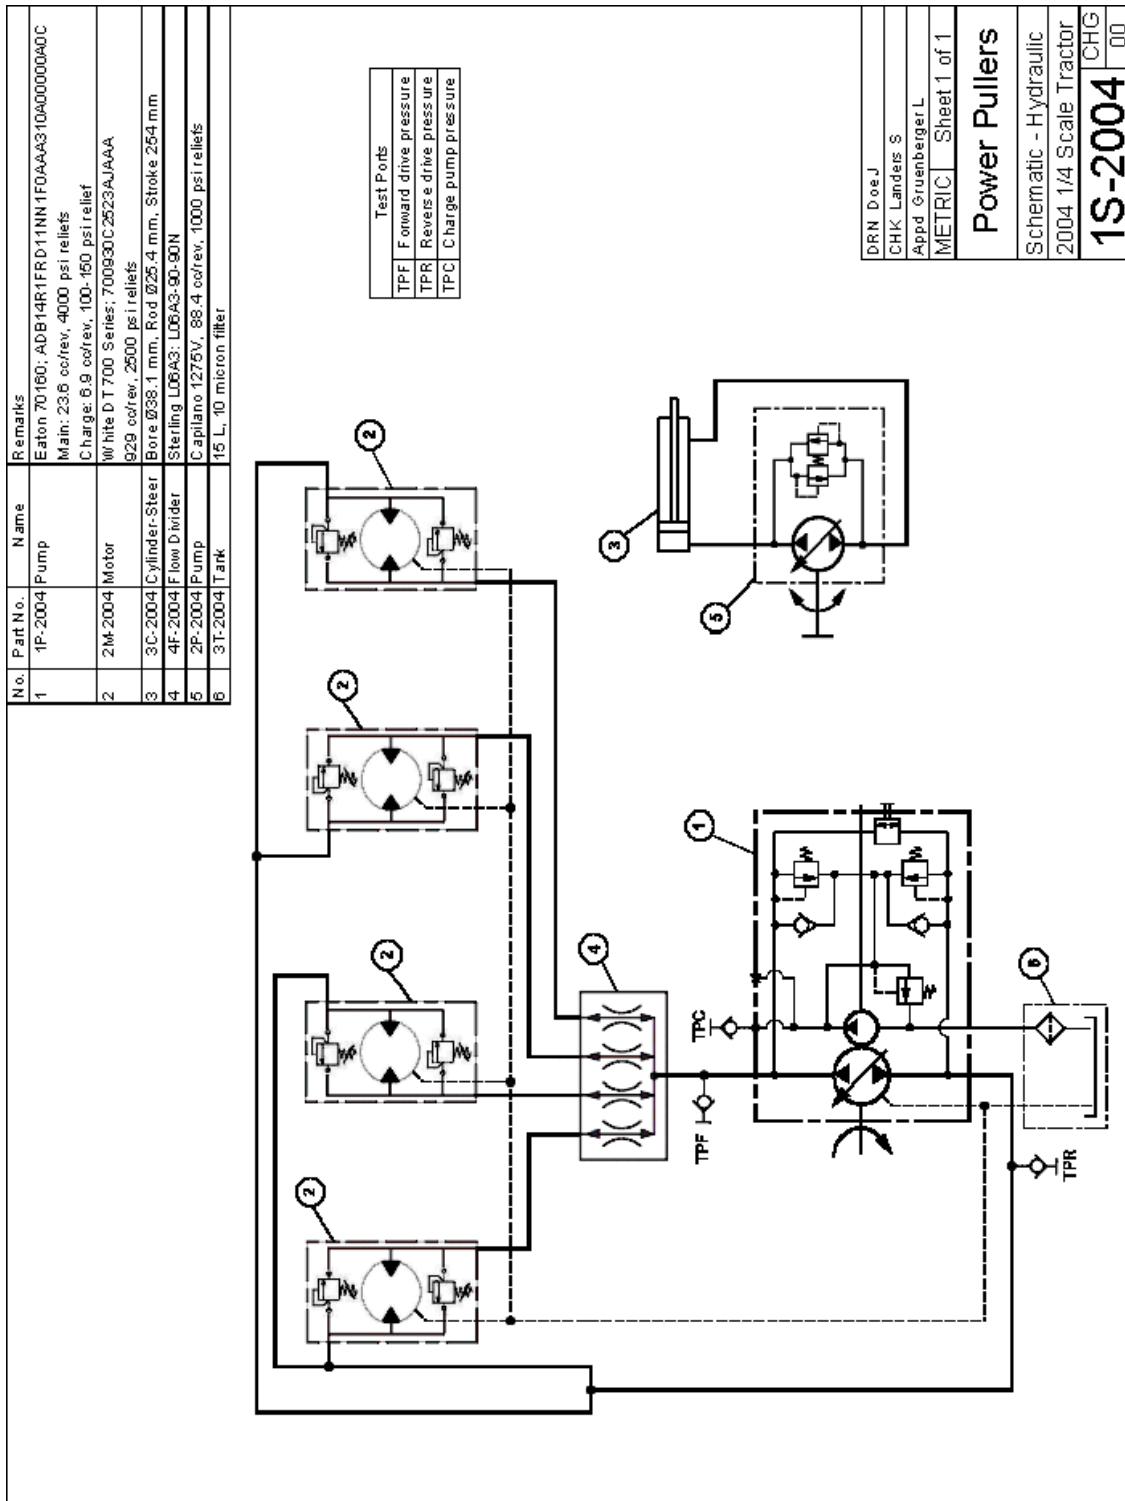 No. Part No. Name Remarks
1 1P-2004 Pump Eaton 70160; ADB14R1FRD11NN1F0AAA310A00000A0C
Main: 23.6 cc/rev, 4000 psi reliefs
Charge: 6.9 cc/rev, 100-150 psi relief
2 2M-2004 Motor White DT 700 Series; 700930C2523AJAAA
929 cc/rev, 2500 psi reliefs
3 3C-2004 Cylinder-Steer Bore Ø38.1 mm, Rod Ø25.4 mm, Stroke 254 mm
4 4F-2004 Flow Divider Sterling L06A3; L06A3-90-90N
5 2P-2004 Pump Capilano 1275V, 88.4 cc/rev, 1000 psi reliefs
6 3T-2004 Tank 15 L, 10 micron filter
Test Ports
TPF Forward drive pressure
TPR Reverse drive pressure
TPC Charge pump pressure
2
2
2
2
3
5
4
1
6
TPC
TPF
TPR
DRN DoeJ
CHK Landers S
Appd Gruenberger L
METRIC Sheet 1 of 1
Power Pullers
Schematic - Hydraulic
2004 1/4 Scale Tractor
1S-2004 CHG
00